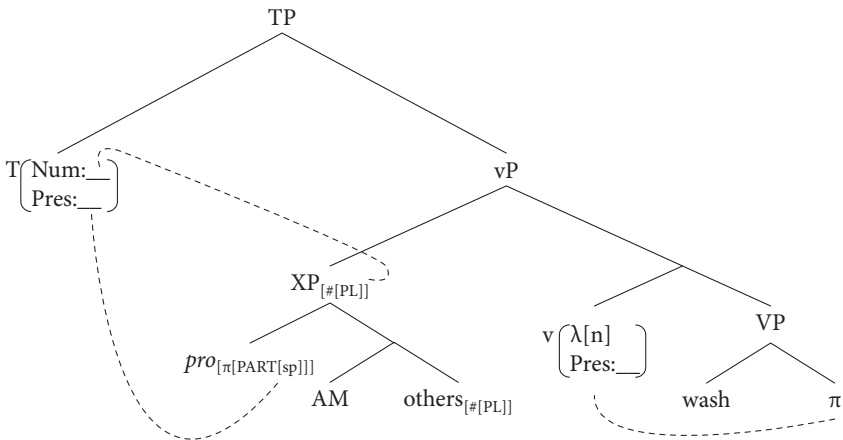 TP
T Num:__
Pres:__
vP
XP[#[PL]]
v λ[n]
Pres:__
VP
pro[π[PART[sp]]]
AM
others[#[PL]]
wash
π